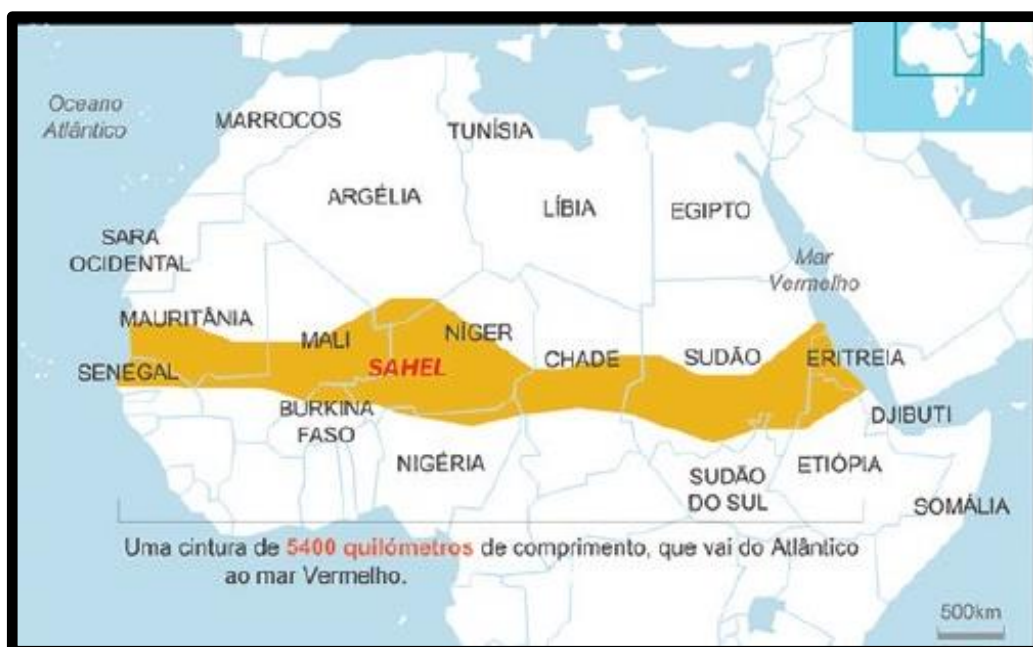 Oceano
Atlântico
MARROCOS
TUNÍSIA
ARGÉLIA
LÍBIA
EGIPTO
SARA
OCIDENTAL
Mar
Vermelho
MAURITÂNIA
MALI
NÍGER
CHADE
SUDÃO
ERITREIA
SENEGAL
SAHEL
BURKINA
FASO
DJIBUTI
NIGÉRIA
SUDÃO
DO SUL
ETIÓPIA
SOMÁLIA
Uma cintura de 5400 quilómetros de comprimento, que vai do Atlântico
ao mar Vermelho.
500km